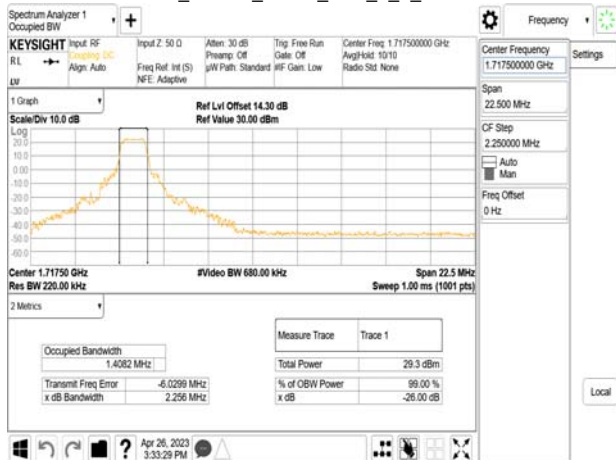 Spectrum Analyzer 1
Occupied BW
Frequency
KEYSIGHT
RL
Input: RF
Coupling: DC
Align: Auto
Input Z: 50 Ω
Freq Ref: Int (S)
NFE: Adaptive
Atten: 30 dB
Preamp: Off
µW Path: Standard
Trig: Free Run
Gate: Off
#IF Gain: Low
Center Freq: 1.717500000 GHz
Avg|Hold: 10/10
Radio Std: None
Center Frequency
1.717500000 GHz
Settings
Span
22.500 MHz
CF Step
2.250000 MHz
Auto
Man
Freq Offset
0 Hz
Local
1 Graph
Scale/Div 10.0 dB
Ref Lvl Offset 14.30 dB
Ref Value 30.00 dBm
Log
20.0
10.0
0.00
-10.0
-20.0
-30.0
-40.0
-50.0
-60.0
Center 1.71750 GHz
Res BW 220.00 kHz
#Video BW 680.00 kHz
Span 22.5 MHz
Sweep 1.00 ms (1001 pts)
2 Metrics
Measure Trace Trace 1
Occupied Bandwidth
1.4082 MHz
Total Power 29.3 dBm
Transmit Freq Error -6.0299 MHz
% of OBW Power 99.00 %
x dB Bandwidth 2.256 MHz
x dB -26.00 dB
?
Apr 26, 2023
3:33:29 PM